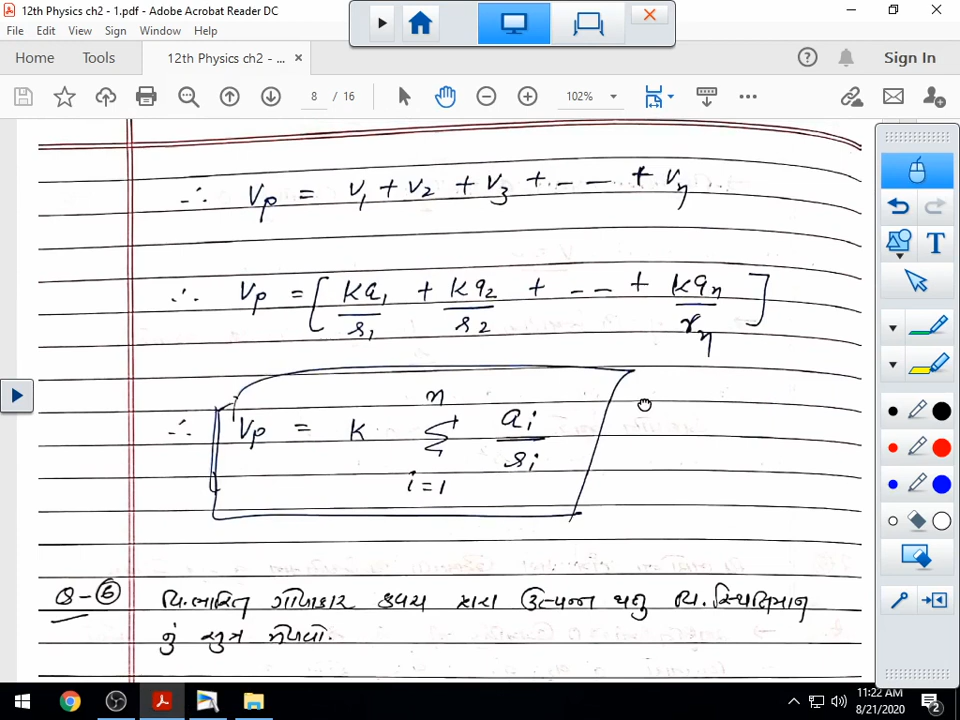 12th Physics ch2 - 1.pdf - Adobe Acrobat Reader DC
File Edit View Sign Window Help
Home Tools 12th Physics ch2 - ... × Sign In
8 / 16 102%
∴ Vp = V1 + V2 + V3 + - - + Vn
∴ Vp = [ kq1/r1 + kq2/r2 + - - + kqn/rn ]
∴ Vp = k Σ qi/ri
n
i=1
T
Q-6 વિ.ભારિત ગોળાકાર કવચ દ્વારા ઉત્પન્ન થતુ વિ.સ્થિતિમાન
નું સુત્ર મેળવો.
11:22 AM
8/21/2020
2